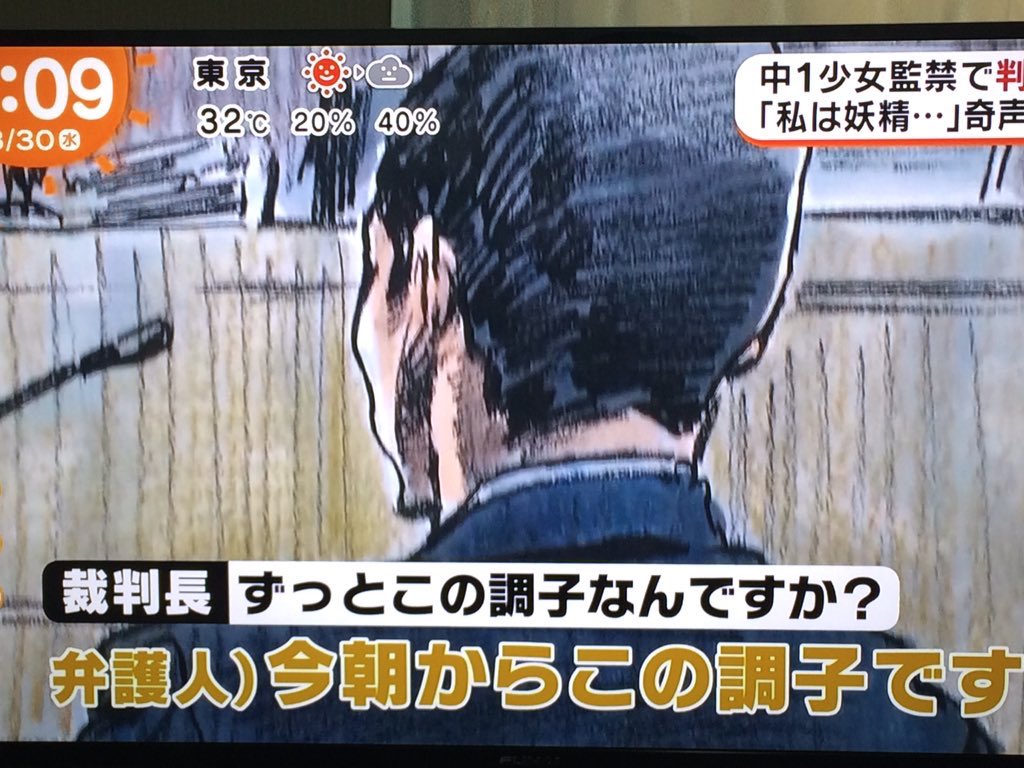 :09
8/30 水
東京
32℃ 20% 40%
中1少女監禁で判
「私は妖精…」奇声
裁判長 ずっとこの調子なんですか?
弁護人)今朝からこの調子です